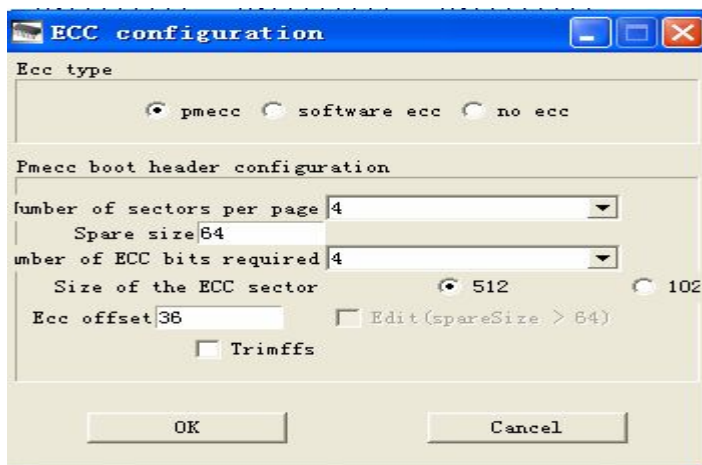 ECC configuration
Ecc type
pmecc software ecc no ecc
Pmecc boot header configuration
umber of sectors per page 4
Spare size 64
mber of ECC bits required 4
Size of the ECC sector 512 102
Ecc offset 36 Edit(spareSize > 64)
Trimffs
OK Cancel